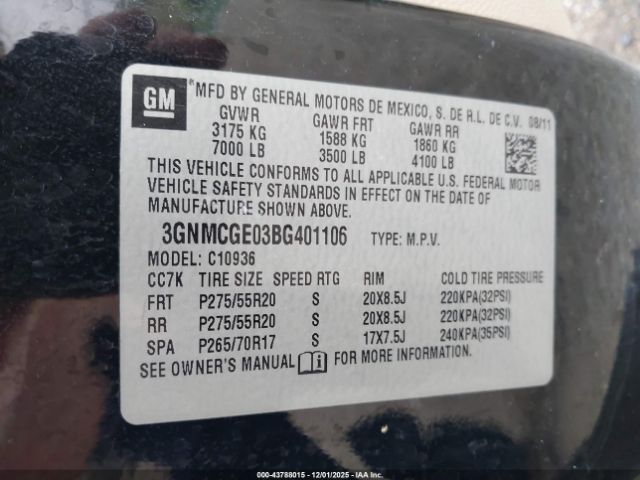 GM
*MFD BY GENERAL MOTORS DE MEXICO, S. DE R.L. DE C.V. 08/11
GVWR GAWR FRT GAWR RR
3175 KG 1588 KG 1860 KG
7000 LB 3500 LB 4100 LB
THIS VEHICLE CONFORMS TO ALL APPLICABLE U.S. FEDERAL MOTOR
VEHICLE SAFETY STANDARDS IN EFFECT ON THE DATE OF
MANUFACTURE SHOWN ABOVE.
3GNMCGE03BG401106 TYPE: M.P.V.
MODEL: C10936
CC7K TIRE SIZE SPEED RTG RIM COLD TIRE PRESSURE
FRT P275/55R20 S 20X8.5J 220KPA(32PSI)
RR P275/55R20 S 20X8.5J 220KPA(32PSI)
SPA P265/70R17 S 17X7.5J 240KPA(35PSI)
SEE OWNER'S MANUAL FOR MORE INFORMATION.
000-43788015 - 12/01/2025 - IAAI.COM